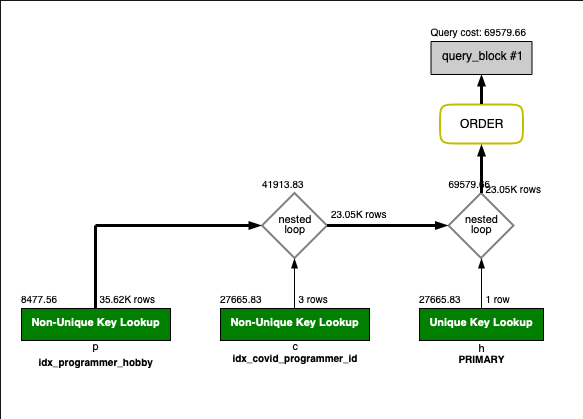 Query cost: 69579.66
query_block #1
ORDER
41913.83
69579.66
23.05K rows
nested
loop
23.05K rows
nested
loop
8477.56
35.62K rows
27665.83
3 rows
27665.83
1 row
Non-Unique Key Lookup
Non-Unique Key Lookup
Unique Key Lookup
p
c
h
idx_programmer_hobby
idx_covid_programmer_id
PRIMARY